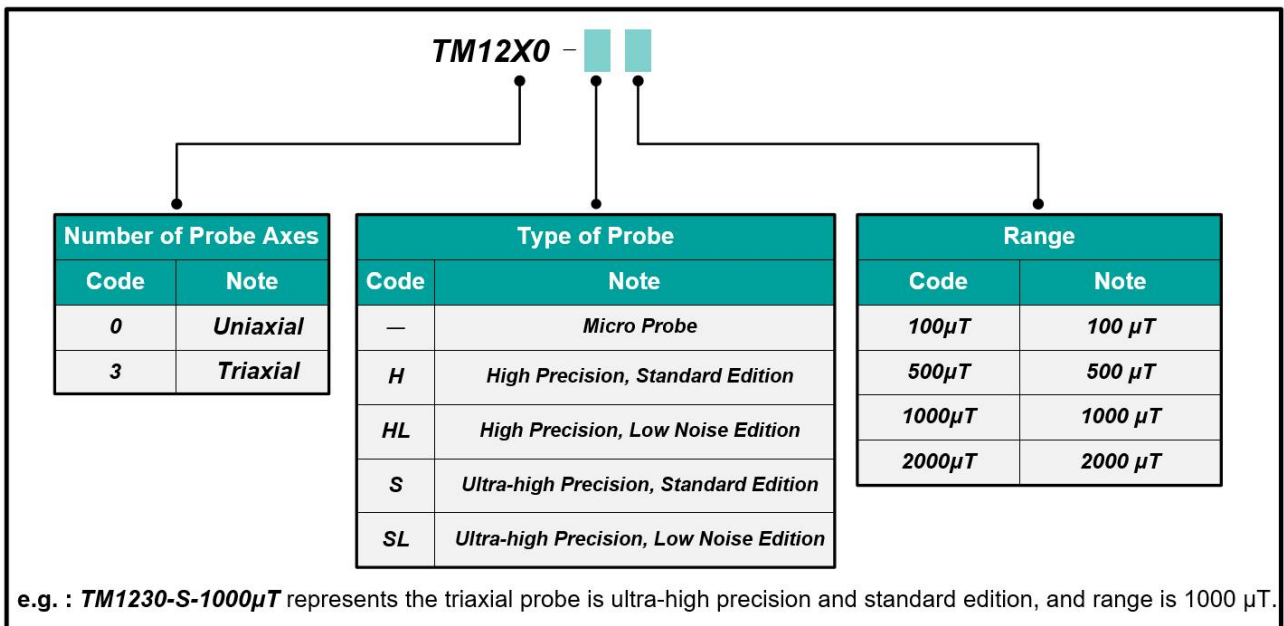 TM12X0 –
Number of Probe Axes
Code Note
0 Uniaxial
3 Triaxial
Type of Probe
Code Note
— Micro Probe
H High Precision, Standard Edition
HL High Precision, Low Noise Edition
S Ultra-high Precision, Standard Edition
SL Ultra-high Precision, Low Noise Edition
Range
Code Note
100μT 100 μT
500μT 500 μT
1000μT 1000 μT
2000μT 2000 μT
e.g. : TM1230-S-1000μT represents the triaxial probe is ultra-high precision and standard edition, and range is 1000 μT.